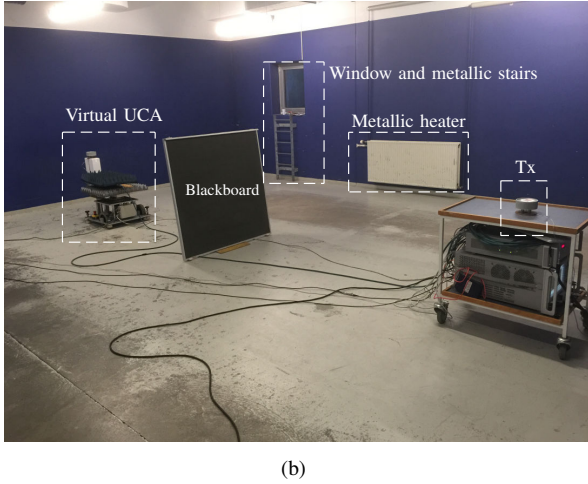 Window and metallic stairs
Virtual UCA
Metallic heater
Blackboard
Tx
(b)